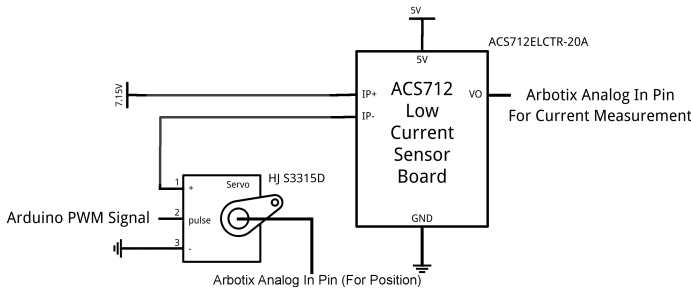 5V
ACS712ELCTR-20A
5V
7.15V
IP+
ACS712
Low
Current
Sensor
Board
VO
Arbotix Analog In Pin
For Current Measurement
IP-
HJ S3315D
1
+
Servo
Arduino PWM Signal
2
pulse
3
-
GND
Arbotix Analog In Pin (For Position)